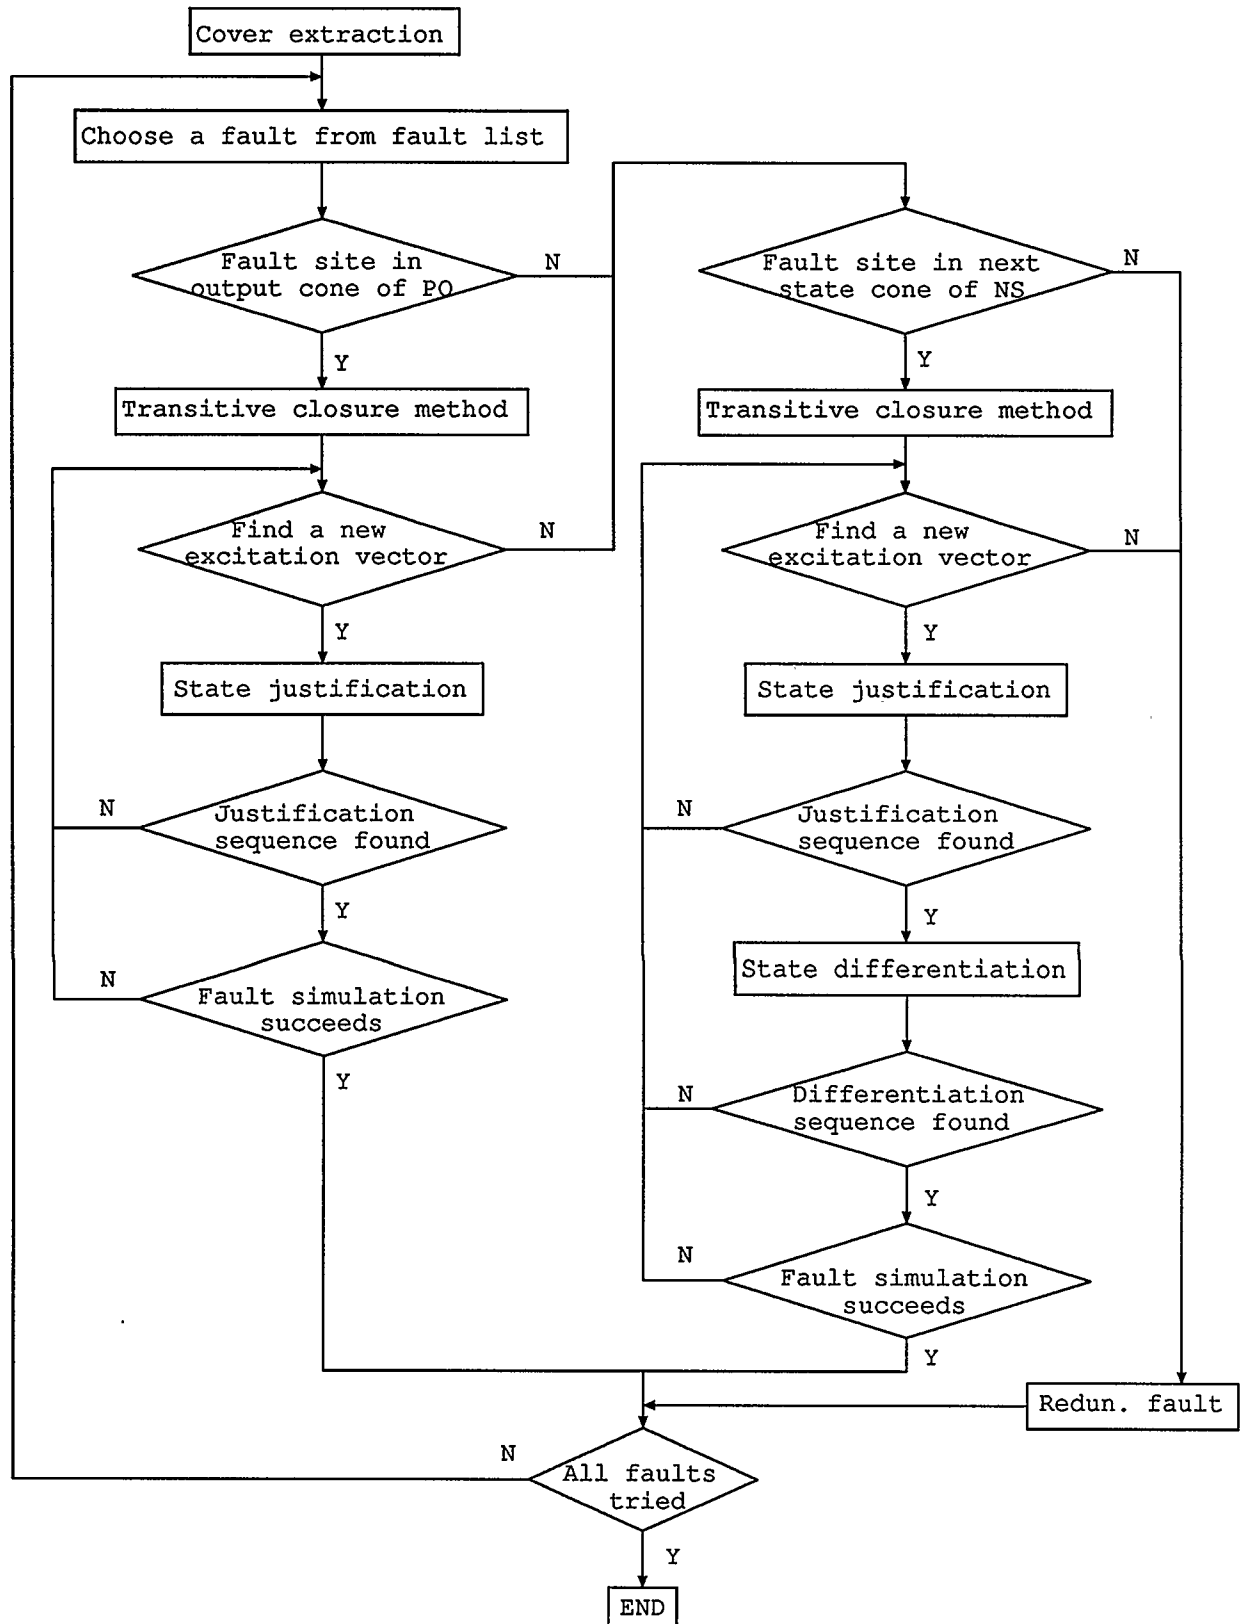 Cover extraction
Choose a fault from fault list
Fault site in
output cone of PO
N
Y
Transitive closure method
Find a new
excitation vector
N
Y
State justification
Justification
sequence found
N
Y
Fault simulation
succeeds
N
Y
Fault site in next
state cone of NS
N
Y
Transitive closure method
Find a new
excitation vector
N
Y
State justification
Justification
sequence found
N
Y
State differentiation
Differentiation
sequence found
N
Y
Fault simulation
succeeds
N
Y
Redun. fault
All faults
tried
N
Y
END